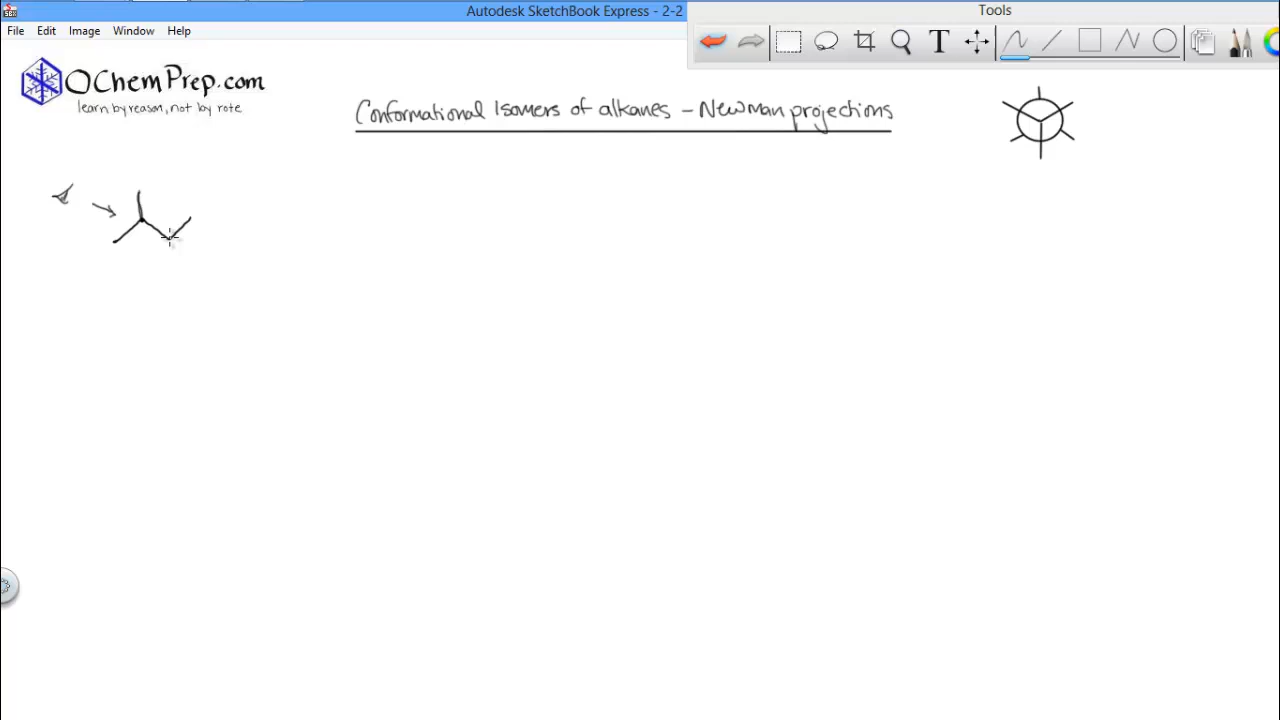 Autodesk SketchBook Express - 2-2
Tools
File Edit Image Window Help
T
OChemPrep.com
learn by reason, not by rote
Conformational Isomers of alkanes - Newman projections